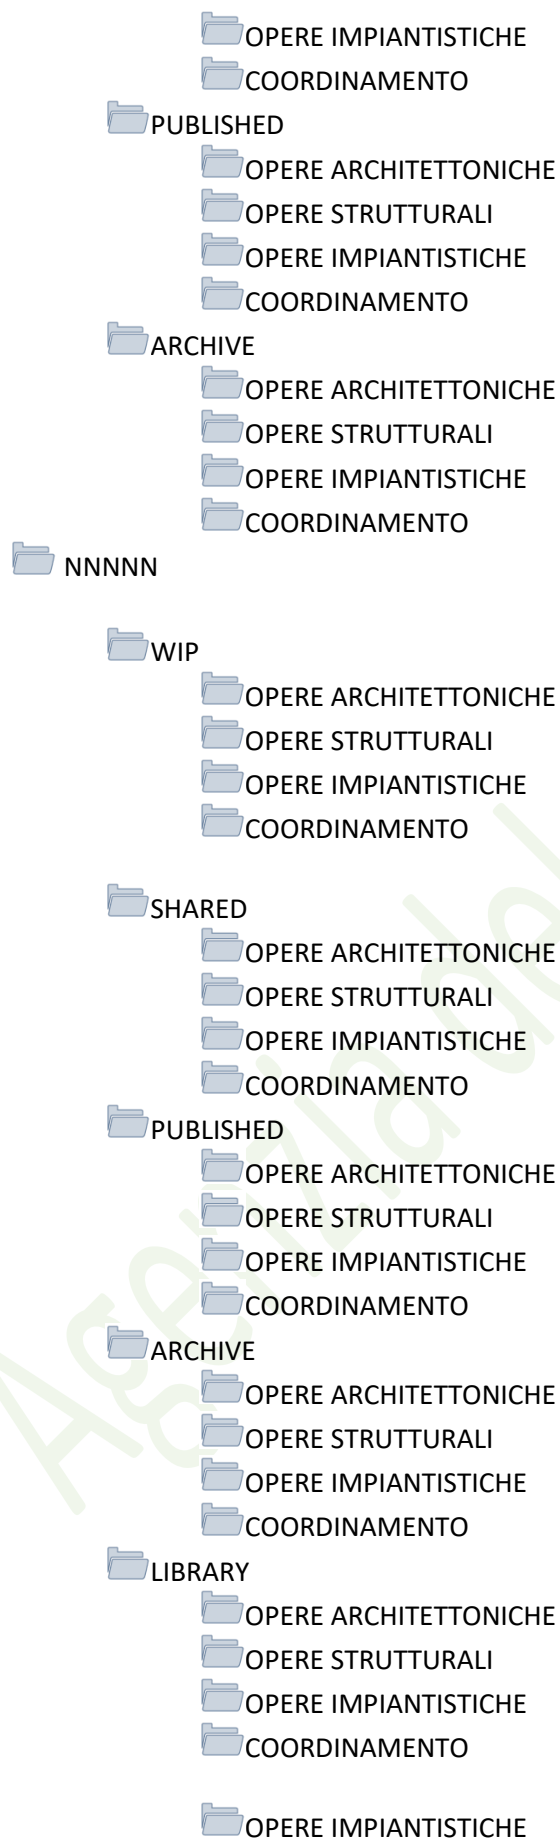 OPERE IMPIANTISTICHE
COORDINAMENTO
PUBLISHED
OPERE ARCHITETTONICHE
OPERE STRUTTURALI
OPERE IMPIANTISTICHE
COORDINAMENTO
ARCHIVE
OPERE ARCHITETTONICHE
OPERE STRUTTURALI
OPERE IMPIANTISTICHE
COORDINAMENTO
NNNNN
WIP
OPERE ARCHITETTONICHE
OPERE STRUTTURALI
OPERE IMPIANTISTICHE
COORDINAMENTO
SHARED
OPERE ARCHITETTONICHE
OPERE STRUTTURALI
OPERE IMPIANTISTICHE
COORDINAMENTO
PUBLISHED
OPERE ARCHITETTONICHE
OPERE STRUTTURALI
OPERE IMPIANTISTICHE
COORDINAMENTO
ARCHIVE
OPERE ARCHITETTONICHE
OPERE STRUTTURALI
OPERE IMPIANTISTICHE
COORDINAMENTO
LIBRARY
OPERE ARCHITETTONICHE
OPERE STRUTTURALI
OPERE IMPIANTISTICHE
COORDINAMENTO
OPERE IMPIANTISTICHE
Agenzia del